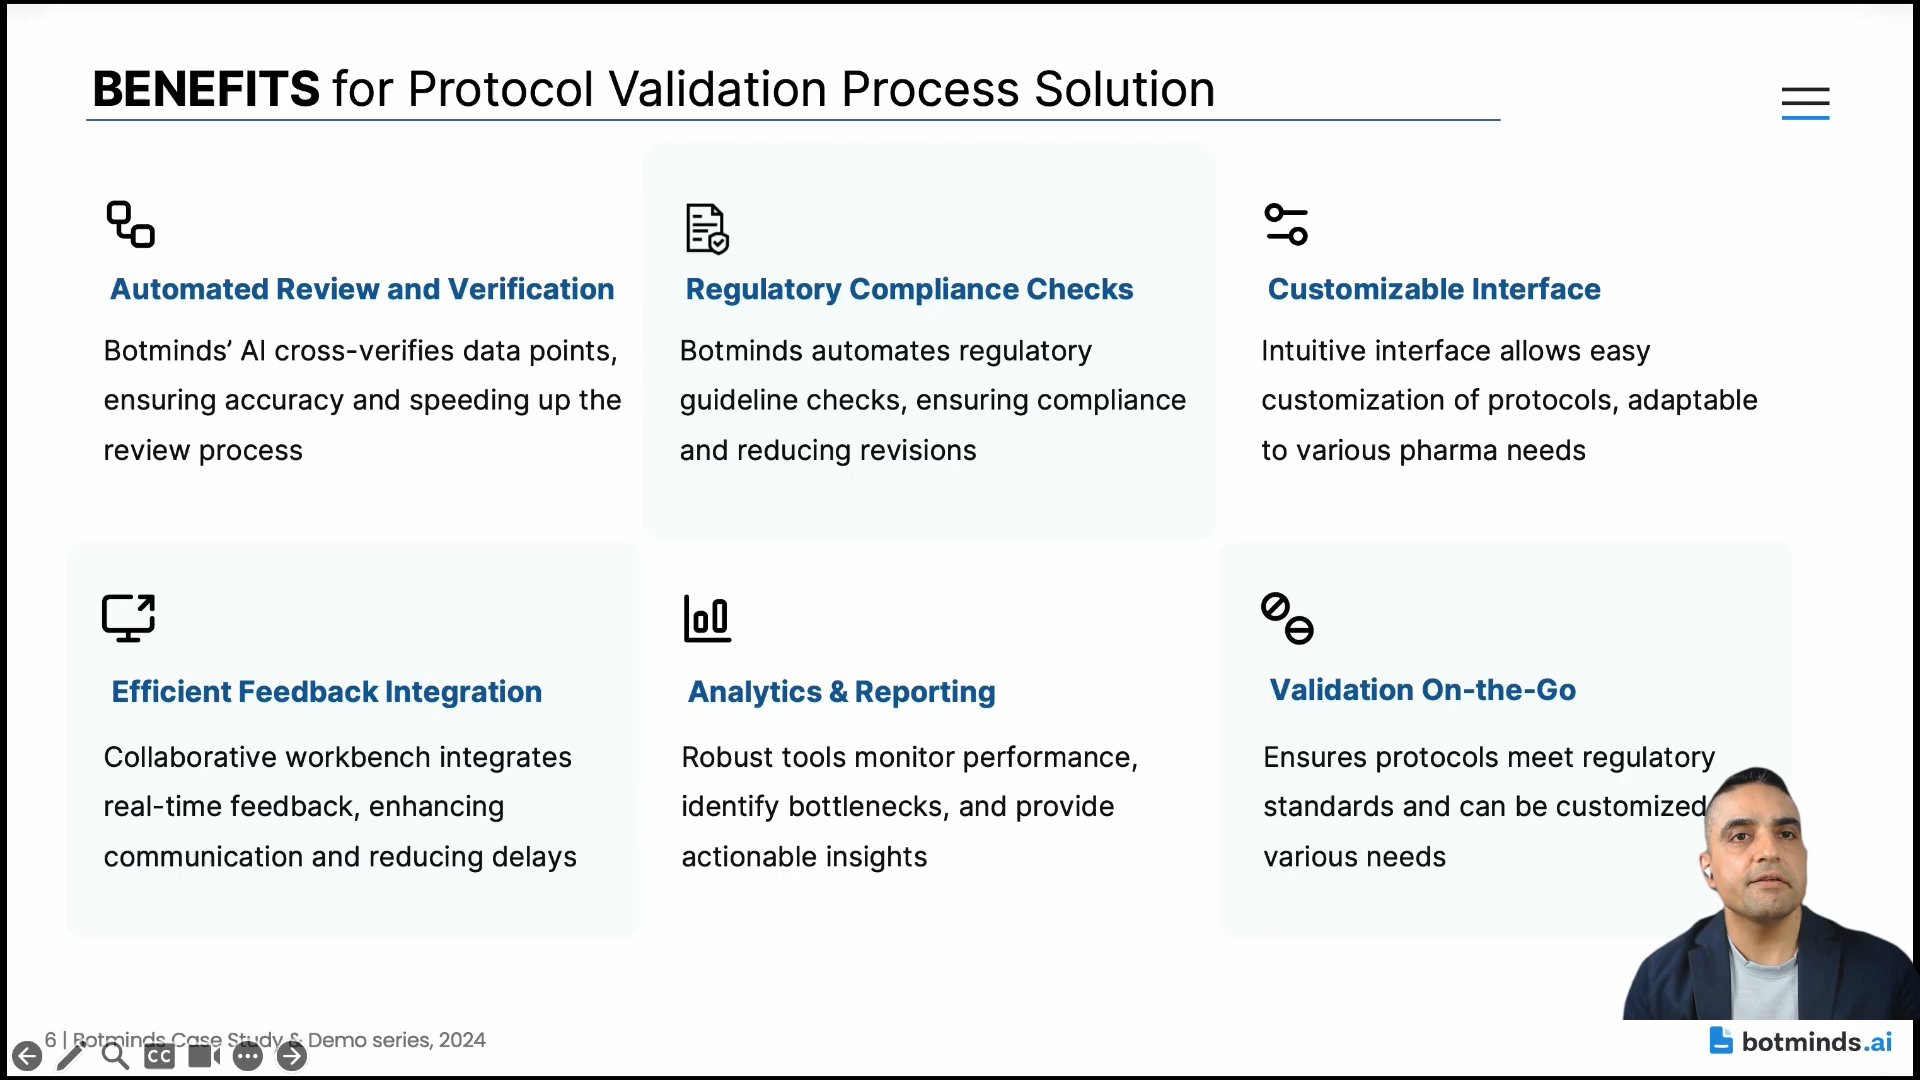 BENEFITS for Protocol Validation Process Solution
Automated Review and Verification
Botminds’ AI cross-verifies data points,
ensuring accuracy and speeding up the
review process
Regulatory Compliance Checks
Botminds automates regulatory
guideline checks, ensuring compliance
and reducing revisions
Customizable Interface
Intuitive interface allows easy
customization of protocols, adaptable
to various pharma needs
Efficient Feedback Integration
Collaborative workbench integrates
real-time feedback, enhancing
communication and reducing delays
Analytics & Reporting
Robust tools monitor performance,
identify bottlenecks, and provide
actionable insights
Validation On-the-Go
Ensures protocols meet regulatory
standards and can be customized
various needs
6 | Botminds Case Study & Demo series, 2024
CC
botminds.ai